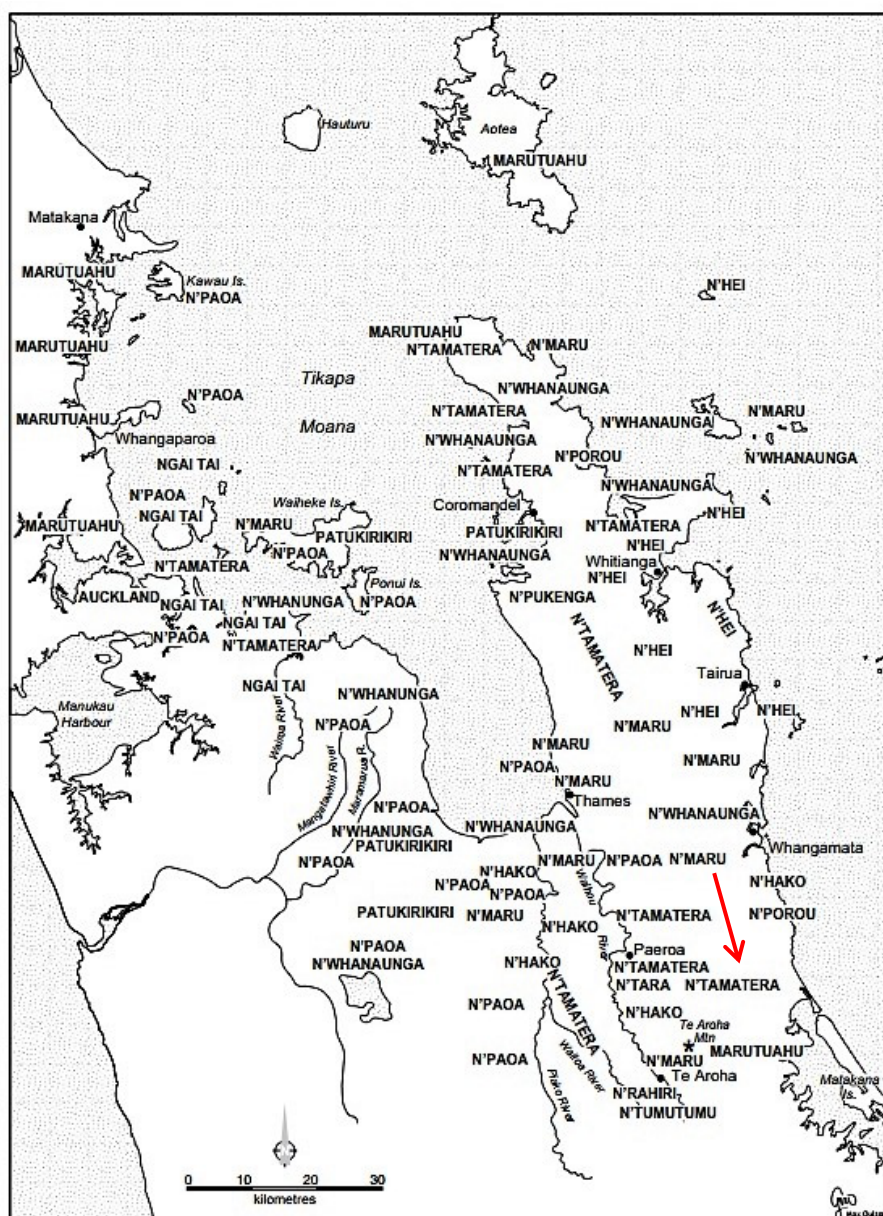 Hauturu
Aotea
MARUTUAHU
Matakana
MARUTUAHU
Kawau Is.
N'PAOA
N'HEI
MARUTUAHU
N'TAMATERA
N'MARU
MARUTUAHU
Tikapa
Moana
N'PAOA
N'WHANAUNGA
MARUTUAHU
N'TAMATERA
N'WHANAUNGA
N'MARU
Whangaparoa
N'WHANAUNGA
N'POROU
N'WHANAUNGA
NGAI TAI
N'TAMATERA
N'WHANAUNGA
N'PAOA
Waiheke Is.
Coromandel
NGAI TAI
N'MARU
N'HEI
MARUTUAHU
PATUKIRIKIRI
PATUKIRIKIRI
N'TAMATERA
N'PAOA
N'WHANAUNGA
N'HEI
N'TAMATERA
Whitianga
Ponui Is.
N'HEI
AUCKLAND
NGAI TAI
N'WHANUNGA
N'PAOA
N'PUKENGA
N'HEI
NGAI TAI
N'PAOA
N'TAMATERA
N'TAMATERA
N'HEI
Tairua
NGAI TAI
N'WHANUNGA
Manukau
Harbour
N'HEI
N'HEI
Wairoa River
N'PAOA
N'MARU
N'MARU
N'PAOA
N'MARU
N'MARU
Thames
Mangatawhiri River
Maramarua R.
N'PAOA
N'WHANAUNGA
N'WHANUNGA
PATUKIRIKIRI
N'WHANAUNGA
Whangamata
N'PAOA
N'HAKO
N'MARU
N'PAOA
N'MARU
N'PAOA
N'PAOA
Waihou
River
N'HAKO
PATUKIRIKIRI
N'MARU
N'HAKO
N'TAMATERA
N'POROU
N'PAOA
N'WHANAUNGA
N'HAKO
Paeroa
N'TAMATERA
N'TAMATERA
N'TARA
N'TAMATERA
N'PAOA
N'HAKO
Te Aroha
Mtn
N'PAOA
Waitoa River
Piako River
N'MARU
MARUTUAHU
Te Aroha
Matakana
Is.
N'RAHIRI
N'TUMUTUMU
0 10 20 30
kilometres